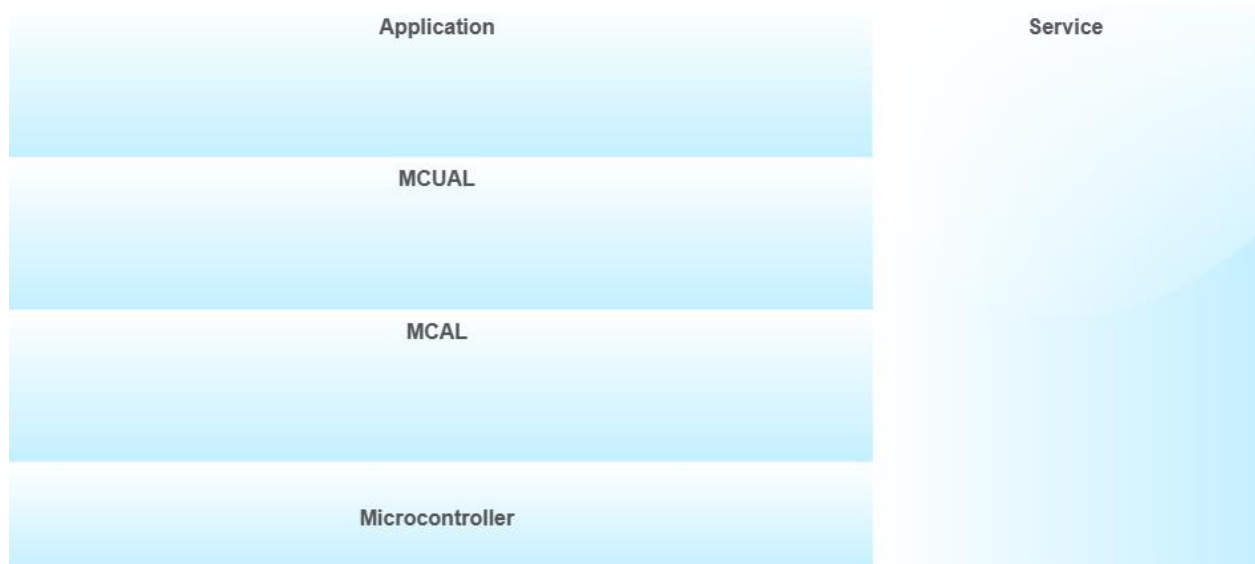 Application
Service
MCUAL
MCAL
Microcontroller